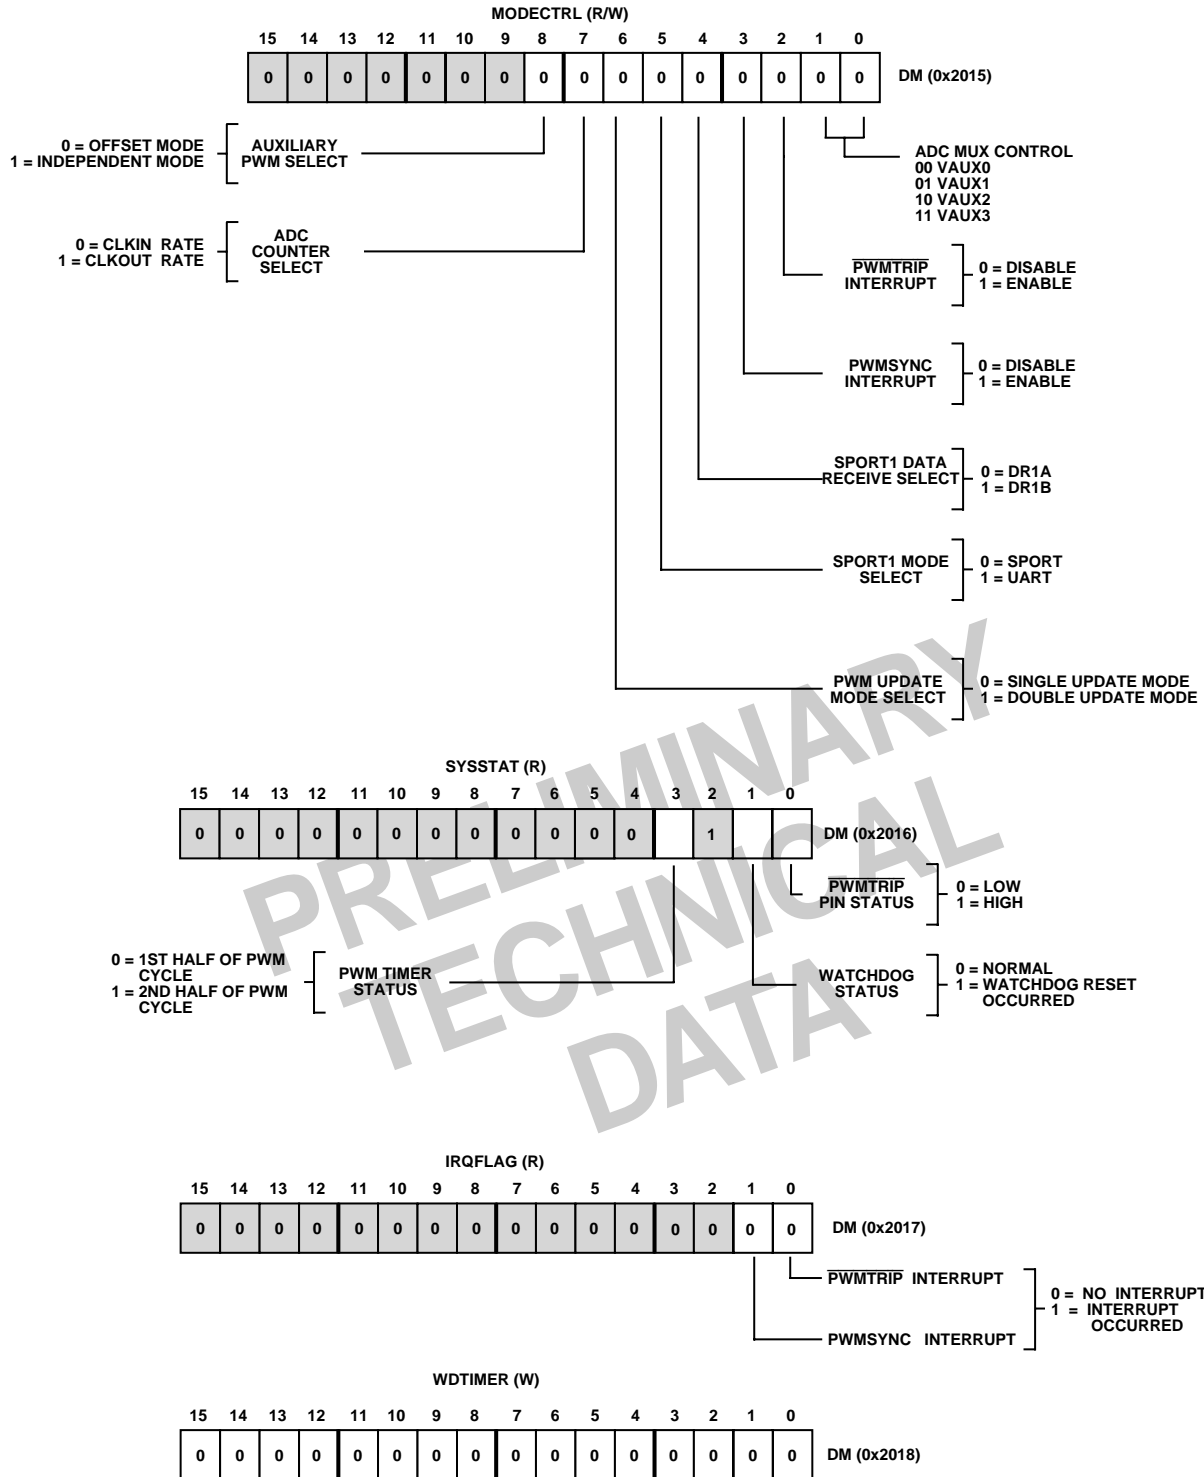 MODECTRL (R/W)
15 14 13 12 11 10 9 8 7 6 5 4 3 2 1 0
0 0 0 0 0 0 0 0 0 0 0 0 0 0 0 0 DM (0x2015)
0 = OFFSET MODE
1 = INDEPENDENT MODE
AUXILIARY
PWM SELECT
ADC MUX CONTROL
00 VAUX0
01 VAUX1
10 VAUX2
11 VAUX3
0 = CLKIN RATE
1 = CLKOUT RATE
ADC
COUNTER
SELECT
PWMTRIP
INTERRUPT
0 = DISABLE
1 = ENABLE
PWMSYNC
INTERRUPT
0 = DISABLE
1 = ENABLE
SPORT1 DATA
RECEIVE SELECT
0 = DR1A
1 = DR1B
SPORT1 MODE
SELECT
0 = SPORT
1 = UART
PWM UPDATE
MODE SELECT
0 = SINGLE UPDATE MODE
1 = DOUBLE UPDATE MODE
PRELIMINARY
TECHNICAL
DATA
SYSSTAT (R)
15 14 13 12 11 10 9 8 7 6 5 4 3 2 1 0
0 0 0 0 0 0 0 0 0 0 0 0 1 DM (0x2016)
PWMTRIP
PIN STATUS
0 = LOW
1 = HIGH
0 = 1ST HALF OF PWM
CYCLE
1 = 2ND HALF OF PWM
CYCLE
PWM TIMER
STATUS
WATCHDOG
STATUS
0 = NORMAL
1 = WATCHDOG RESET
OCCURRED
IRQFLAG (R)
15 14 13 12 11 10 9 8 7 6 5 4 3 2 1 0
0 0 0 0 0 0 0 0 0 0 0 0 0 0 0 0 DM (0x2017)
PWMTRIP INTERRUPT
PWMSYNC INTERRUPT
0 = NO INTERRUPT
1 = INTERRUPT
OCCURRED
WDTIMER (W)
15 14 13 12 11 10 9 8 7 6 5 4 3 2 1 0
0 0 0 0 0 0 0 0 0 0 0 0 0 0 0 0 DM (0x2018)